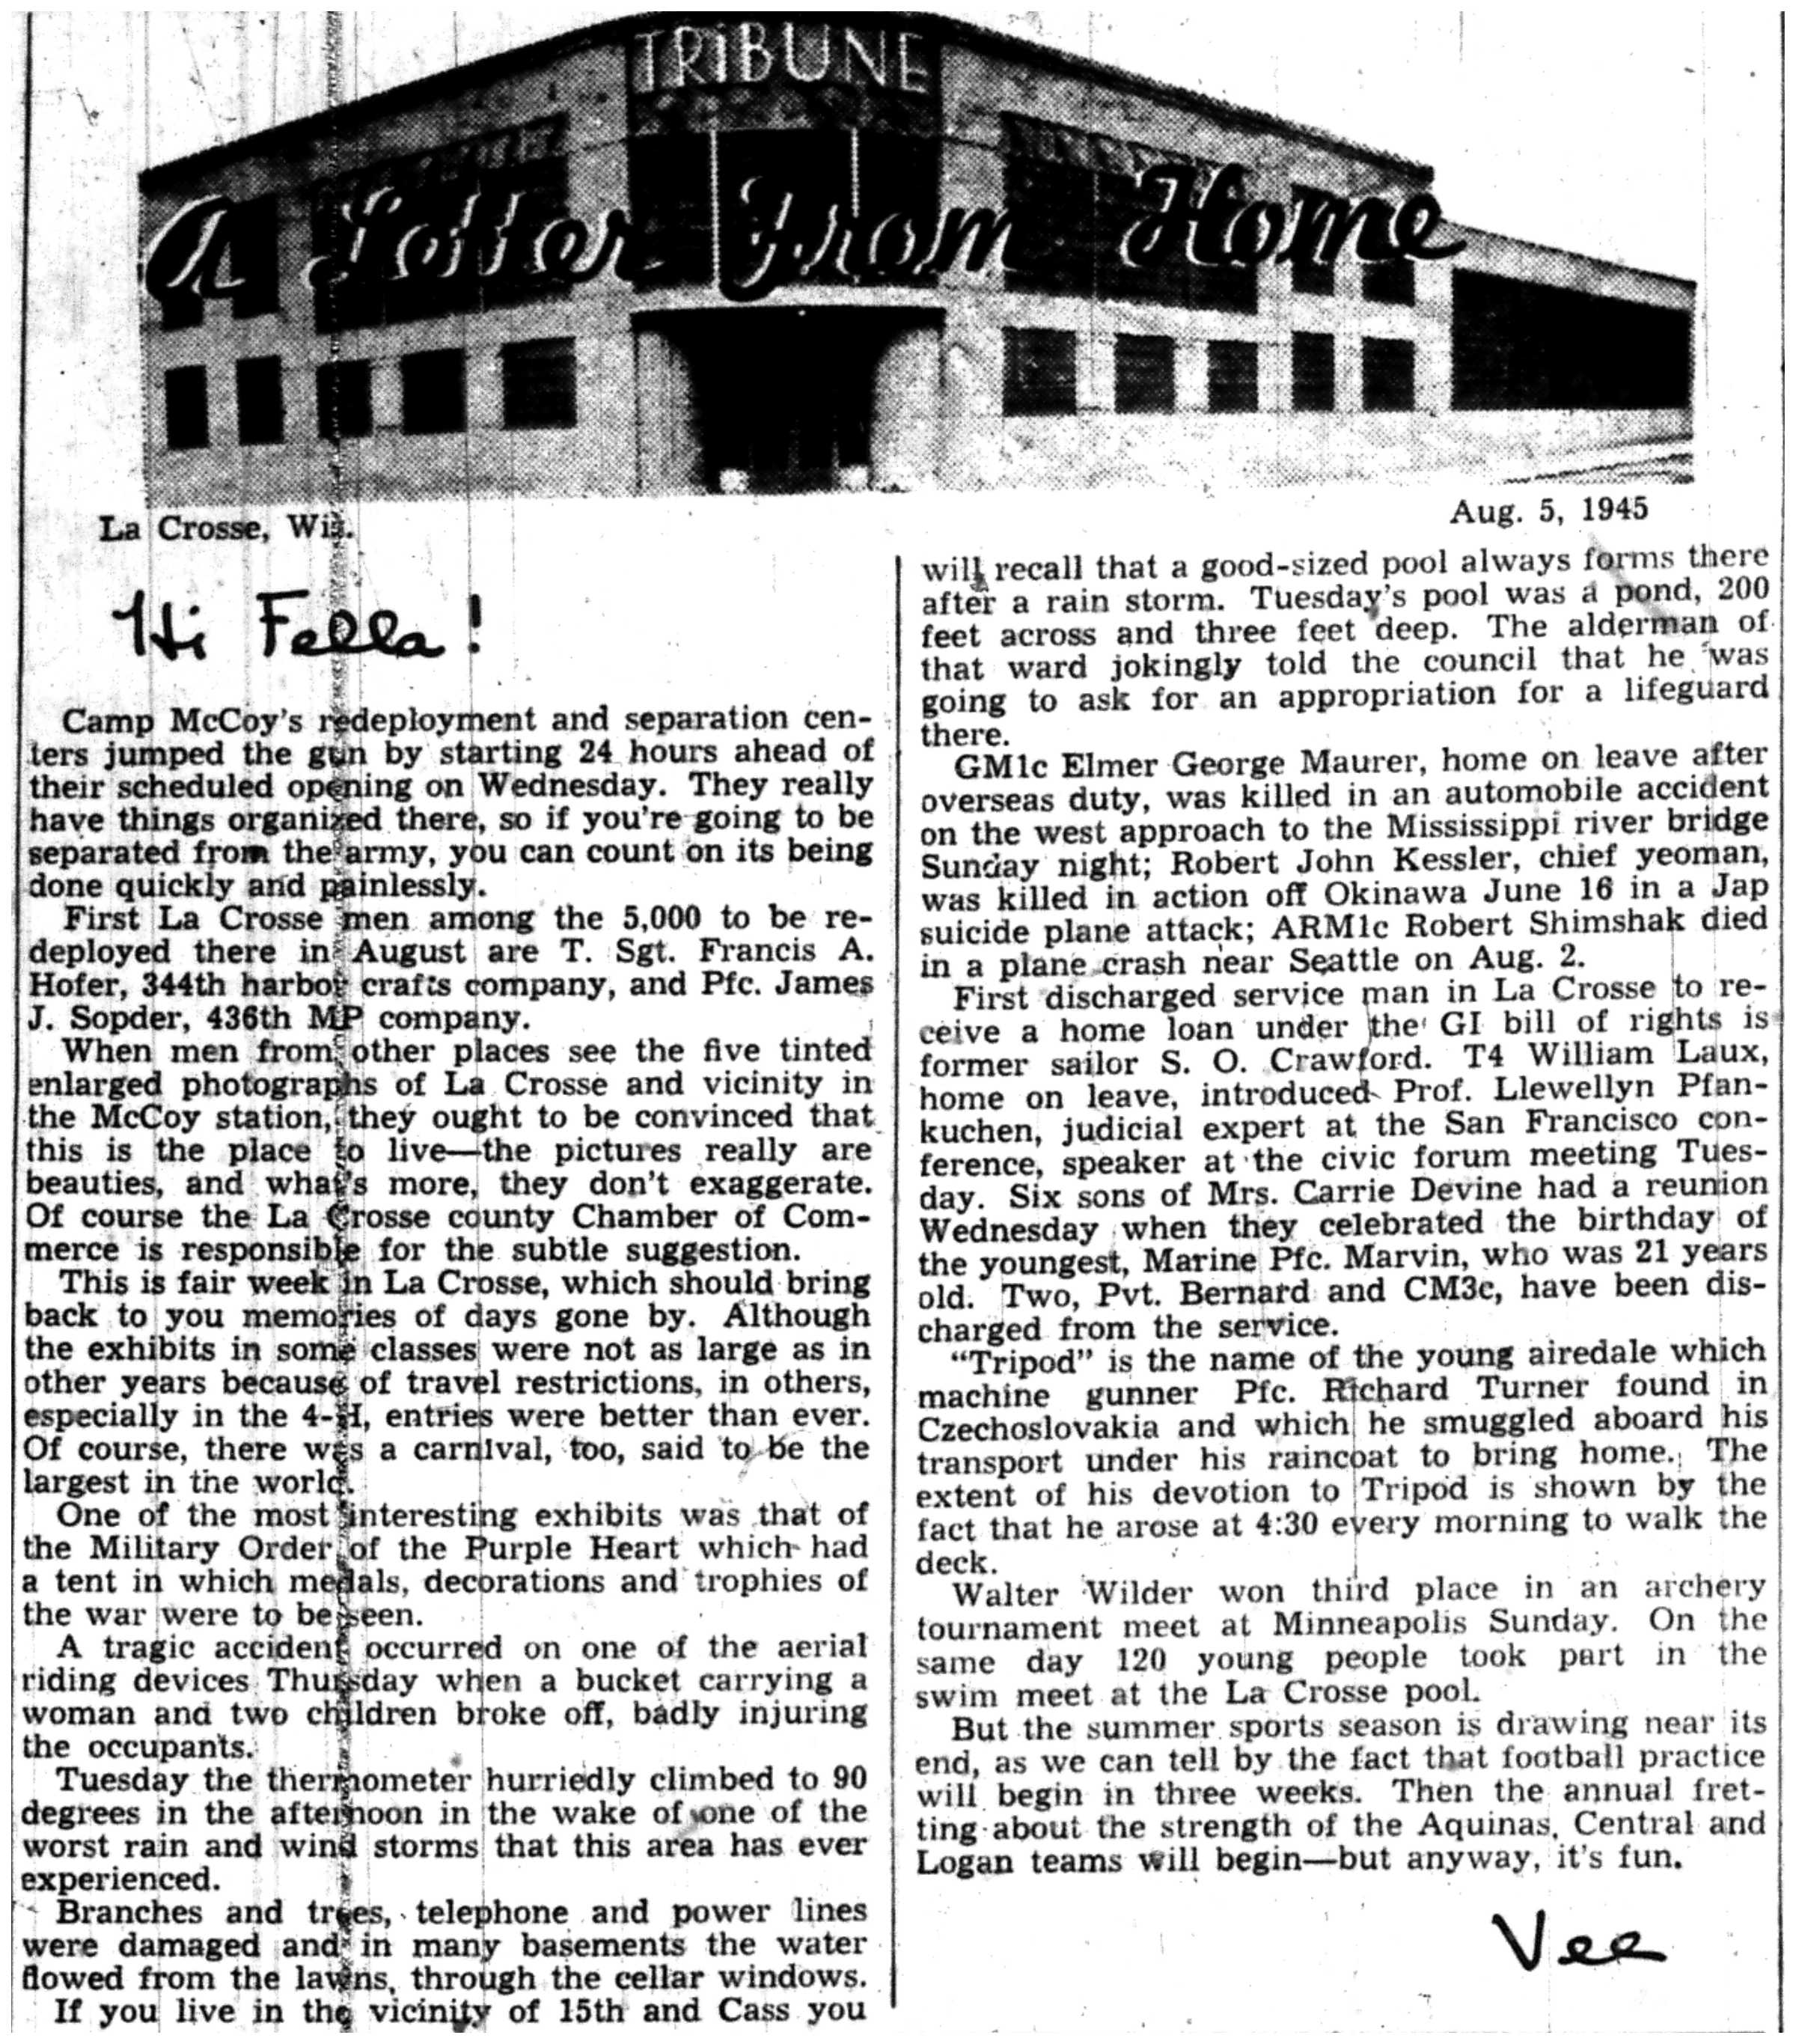 TRIBUNE
A Letter From Home
La Crosse, Wis.
Aug. 5, 1945
Hi Fella!
Camp McCoy's redeployment and separation cen-
ters jumped the gun by starting 24 hours ahead of
their scheduled opening on Wednesday. They really
have things organized there, so if you're going to be
separated from the army, you can count on its being
done quickly and painlessly.
First La Crosse men among the 5,000 to be re-
deployed there in August are T. Sgt. Francis A.
Hofer, 344th harbor crafts company, and Pfc. James
J. Sopder, 436th MP company.
When men from other places see the five tinted
enlarged photographs of La Crosse and vicinity in
the McCoy station, they ought to be convinced that
this is the place to live—the pictures really are
beauties, and what's more, they don't exaggerate.
Of course the La Crosse county Chamber of Com-
merce is responsible for the subtle suggestion.
This is fair week in La Crosse, which should bring
back to you memories of days gone by. Although
the exhibits in some classes were not as large as in
other years because of travel restrictions, in others,
especially in the 4-H, entries were better than ever.
Of course, there was a carnival, too, said to be the
largest in the world.
One of the most interesting exhibits was that of
the Military Order of the Purple Heart which had
a tent in which medals, decorations and trophies of
the war were to be seen.
A tragic accident occurred on one of the aerial
riding devices Thursday when a bucket carrying a
woman and two children broke off, badly injuring
the occupants.
Tuesday the thermometer hurriedly climbed to 90
degrees in the afternoon in the wake of one of the
worst rain and wind storms that this area has ever
experienced.
Branches and trees, telephone and power lines
were damaged and in many basements the water
flowed from the lawns, through the cellar windows.
If you live in the vicinity of 15th and Cass you
will recall that a good-sized pool always forms there
after a rain storm. Tuesday's pool was a pond, 200
feet across and three feet deep. The alderman of
that ward jokingly told the council that he was
going to ask for an appropriation for a lifeguard
there.
GM1c Elmer George Maurer, home on leave after
overseas duty, was killed in an automobile accident
on the west approach to the Mississippi river bridge
Sunday night; Robert John Kessler, chief yeoman,
was killed in action off Okinawa June 16 in a Jap
suicide plane attack; ARM1c Robert Shimshak died
in a plane crash near Seattle on Aug. 2.
First discharged service man in La Crosse to re-
ceive a home loan under the GI bill of rights is
former sailor S. O. Crawford. T4 William Laux,
home on leave, introduced Prof. Llewellyn Pfan-
kuchen, judicial expert at the San Francisco con-
ference, speaker at the civic forum meeting Tues-
day. Six sons of Mrs. Carrie Devine had a reunion
Wednesday when they celebrated the birthday of
the youngest, Marine Pfc. Marvin, who was 21 years
old. Two, Pvt. Bernard and CM3c, have been dis-
charged from the service.
"Tripod" is the name of the young airedale which
machine gunner Pfc. Richard Turner found in
Czechoslovakia and which he smuggled aboard his
transport under his raincoat to bring home. The
extent of his devotion to Tripod is shown by the
fact that he arose at 4:30 every morning to walk the
deck.
Walter Wilder won third place in an archery
tournament meet at Minneapolis Sunday. On the
same day 120 young people took part in the
swim meet at the La Crosse pool.
But the summer sports season is drawing near its
end, as we can tell by the fact that football practice
will begin in three weeks. Then the annual fret-
ting about the strength of the Aquinas, Central and
Logan teams will begin—but anyway, it's fun.
Vee